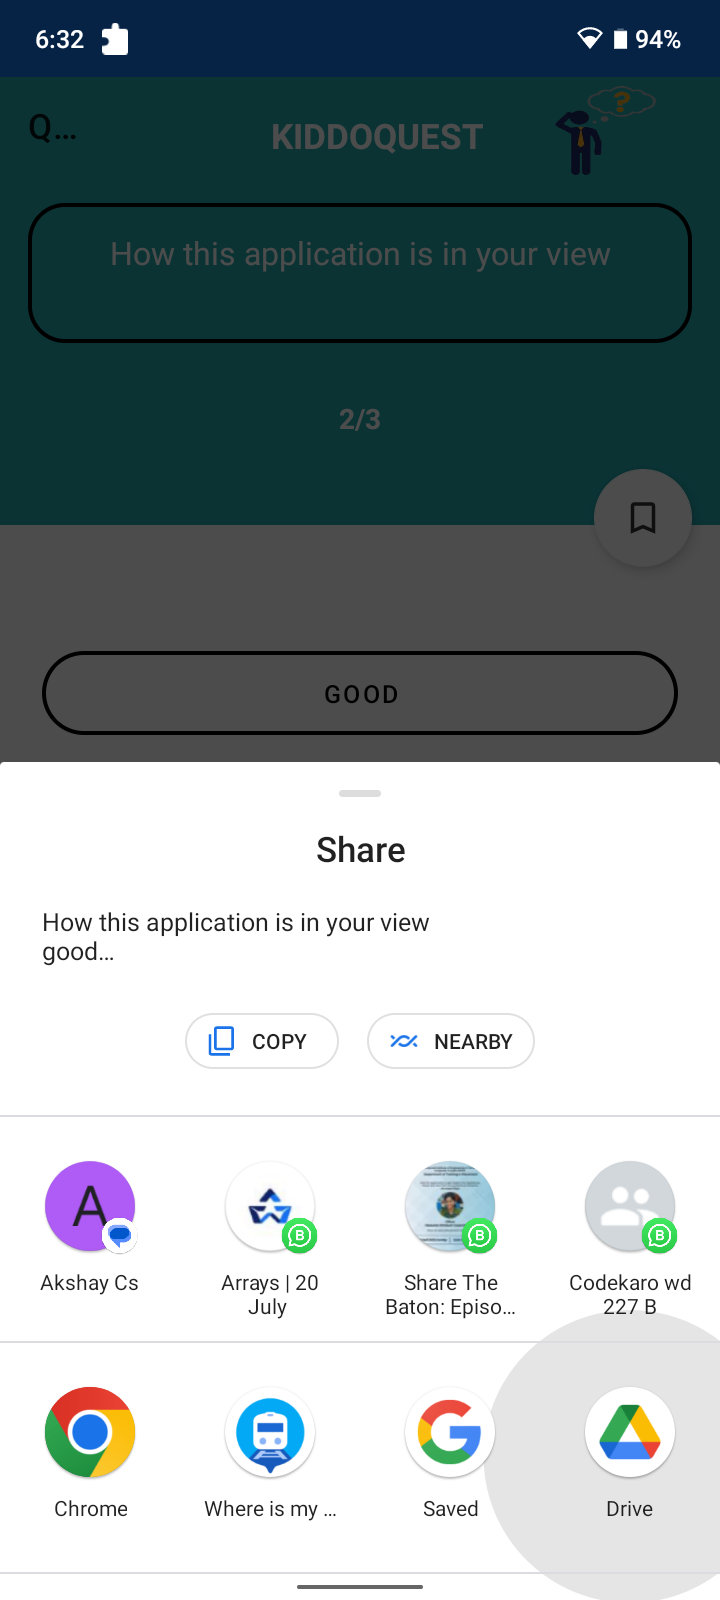 6:32
94%
Q...
KIDDOQUEST
How this application is in your view
2/3
GOOD
Share
How this application is in your view
good...
COPY
NEARBY
A
Akshay Cs
Arrays | 20
July
Share The
Baton: Episo...
Codekaro wd
227 B
Chrome
Where is my ...
Saved
Drive